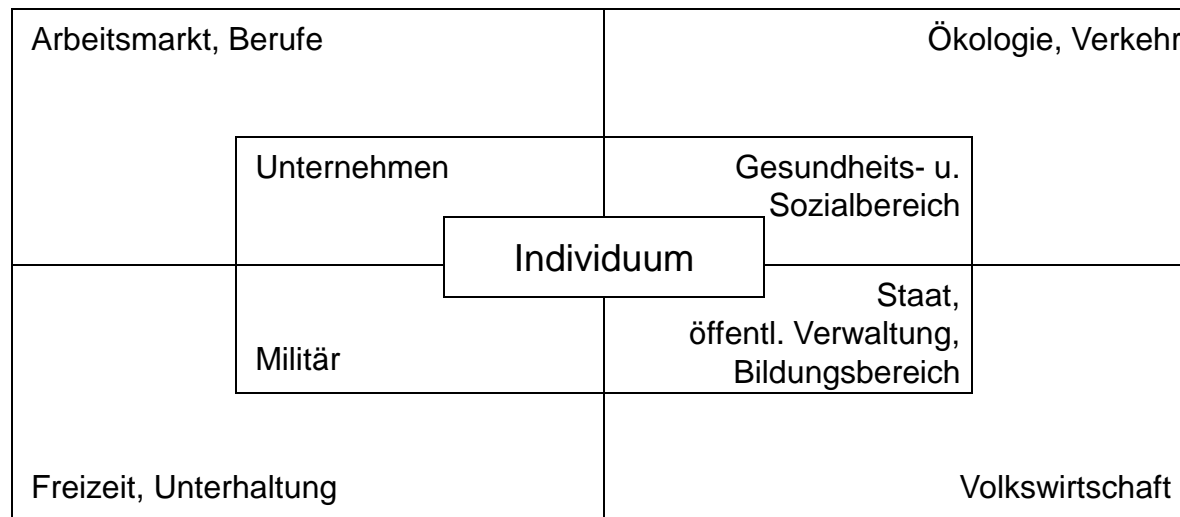 Arbeitsmarkt, Berufe
Ökologie, Verkehr
Unternehmen
Gesundheits- u.
Sozialbereich
Individuum
Militär
Staat,
öffentl. Verwaltung,
Bildungsbereich
Freizeit, Unterhaltung
Volkswirtschaft